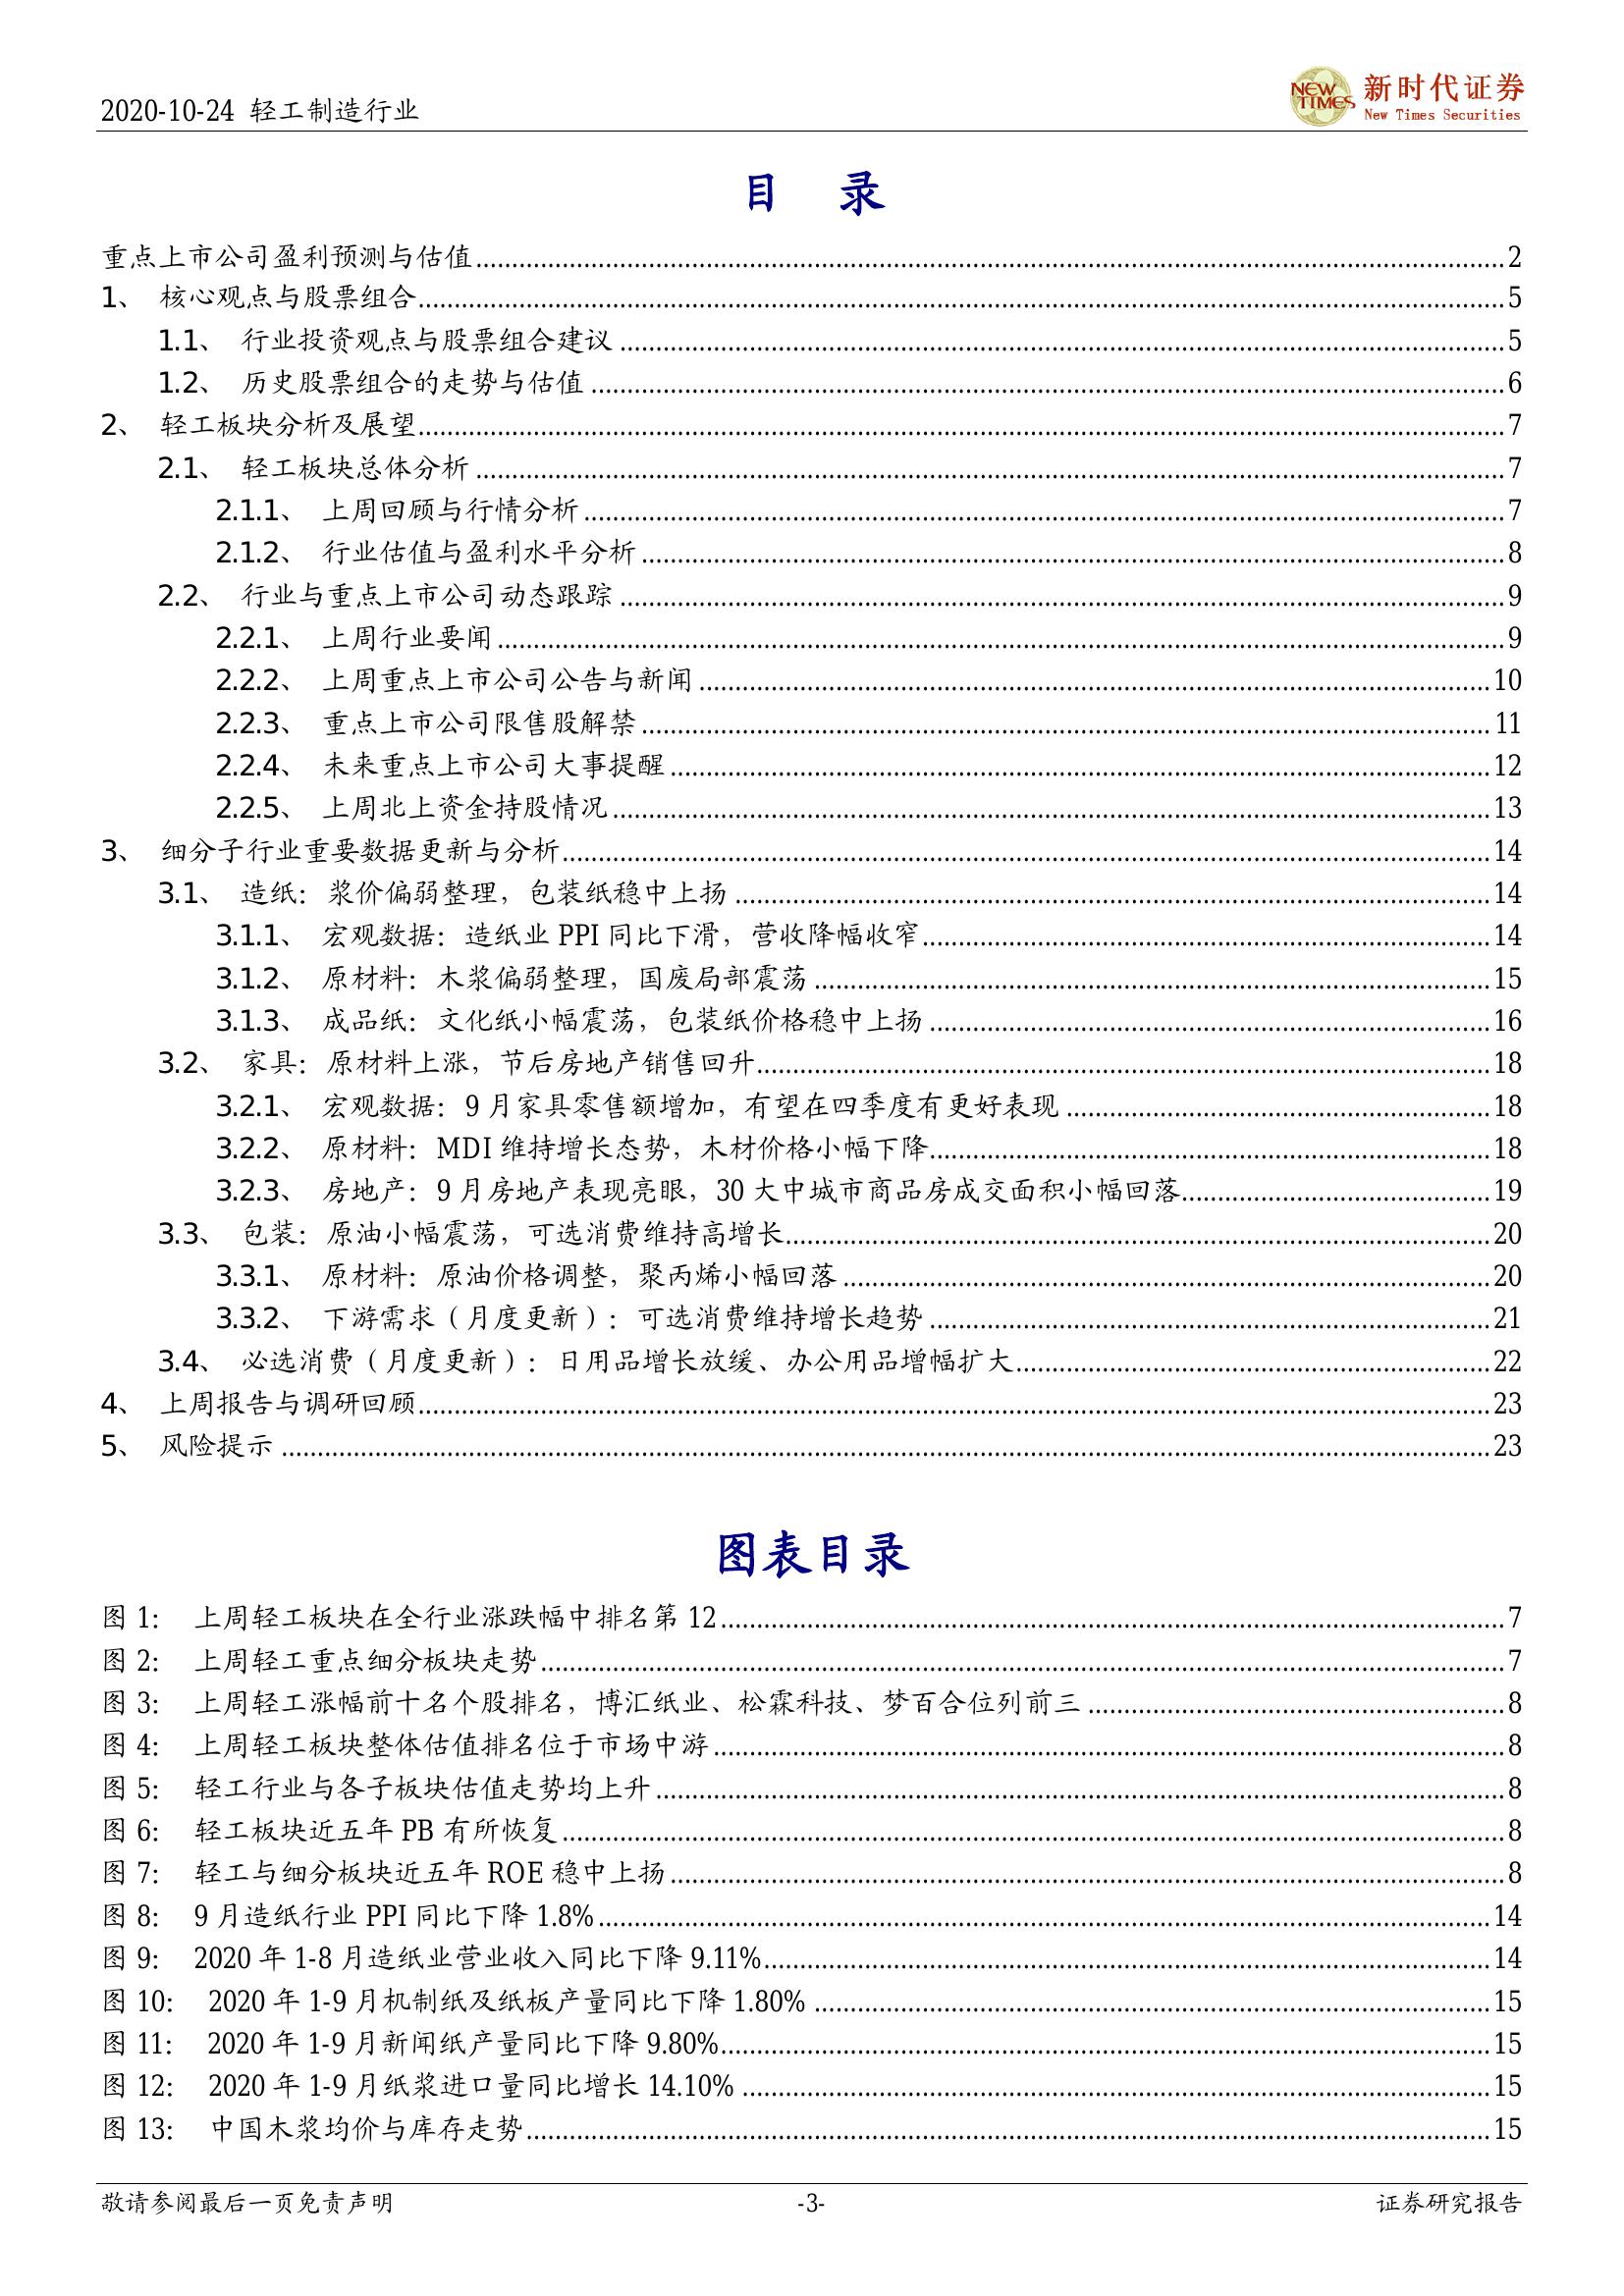 2020-10-24 轻工制造行业
NEW TIMES
新时代证券
New Times Securities
目 录
重点上市公司盈利预测与估值....................2
1、 核心观点与股票组合....................5
1.1、 行业投资观点与股票组合建议....................5
1.2、 历史股票组合的走势与估值....................6
2、 轻工板块分析及展望....................7
2.1、 轻工板块总体分析....................7
2.1.1、 上周回顾与行情分析....................7
2.1.2、 行业估值与盈利水平分析....................8
2.2、 行业与重点上市公司动态跟踪....................9
2.2.1、 上周行业要闻....................9
2.2.2、 上周重点上市公司公告与新闻....................10
2.2.3、 重点上市公司限售股解禁....................11
2.2.4、 未来重点上市公司大事提醒....................12
2.2.5、 上周北上资金持股情况....................13
3、 细分子行业重要数据更新与分析....................14
3.1、 造纸：浆价偏弱整理，包装纸稳中上扬....................14
3.1.1、 宏观数据：造纸业 PPI 同比下滑，营收降幅收窄....................14
3.1.2、 原材料：木浆偏弱整理，国废局部震荡....................15
3.1.3、 成品纸：文化纸小幅震荡，包装纸价格稳中上扬....................16
3.2、 家具：原材料上涨，节后房地产销售回升....................18
3.2.1、 宏观数据：9 月家具零售额增加，有望在四季度有更好表现....................18
3.2.2、 原材料：MDI 维持增长态势，木材价格小幅下降....................18
3.2.3、 房地产：9 月房地产表现亮眼，30 大中城市商品房成交面积小幅回落....................19
3.3、 包装：原油小幅震荡，可选消费维持高增长....................20
3.3.1、 原材料：原油价格调整，聚丙烯小幅回落....................20
3.3.2、 下游需求（月度更新）：可选消费维持增长趋势....................21
3.4、 必选消费（月度更新）：日用品增长放缓、办公用品增幅扩大....................22
4、 上周报告与调研回顾....................23
5、 风险提示....................23
图表目录
图 1： 上周轻工板块在全行业涨跌幅中排名第 12....................7
图 2： 上周轻工重点细分板块走势....................7
图 3： 上周轻工涨幅前十名个股排名，博汇纸业、松霖科技、梦百合位列前三....................8
图 4： 上周轻工板块整体估值排名位于市场中游....................8
图 5： 轻工行业与各子板块估值走势均上升....................8
图 6： 轻工板块近五年 PB 有所恢复....................8
图 7： 轻工与细分板块近五年 ROE 稳中上扬....................8
图 8： 9 月造纸行业 PPI 同比下降 1.8%....................14
图 9： 2020 年 1-8 月造纸业营业收入同比下降 9.11%....................14
图 10： 2020 年 1-9 月机制纸及纸板产量同比下降 1.80%....................15
图 11： 2020 年 1-9 月新闻纸产量同比下降 9.80%....................15
图 12： 2020 年 1-9 月纸浆进口量同比增长 14.10%....................15
图 13： 中国木浆均价与库存走势....................15
敬请参阅最后一页免责声明 -3- 证券研究报告